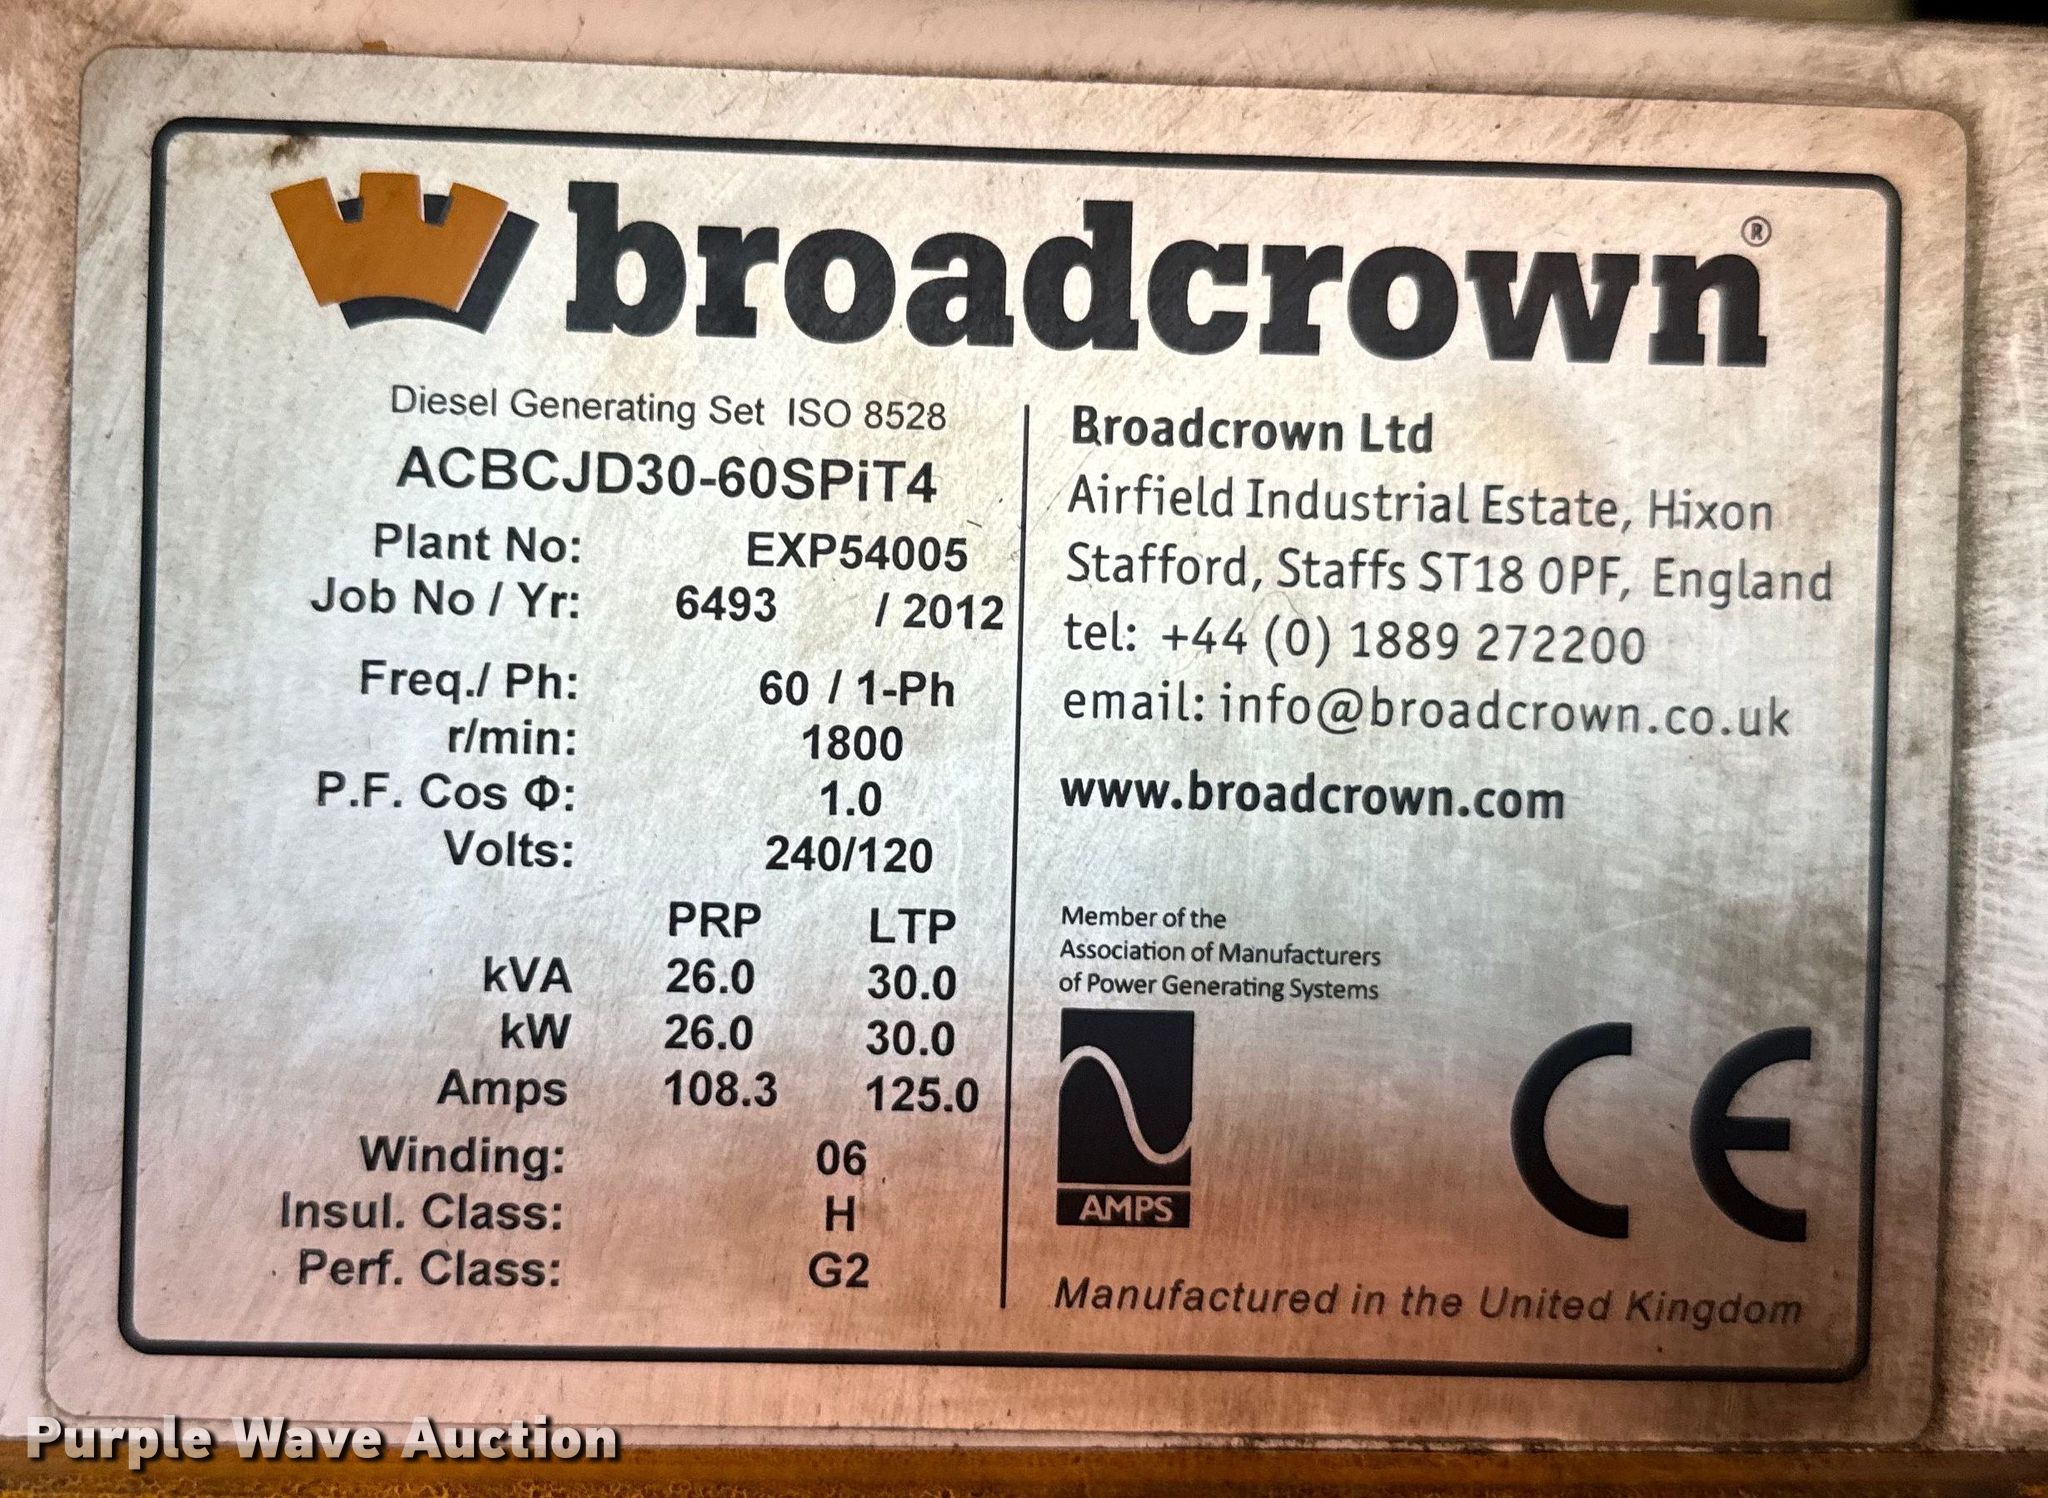 broadcrown®
Diesel Generating Set ISO 8528
ACBCJD30-60SPiT4
Plant No: EXP54005
Job No / Yr: 6493 / 2012
Freq./ Ph: 60 / 1-Ph
r/min: 1800
P.F. Cos Φ: 1.0
Volts: 240/120
PRP LTP
kVA 26.0 30.0
kW 26.0 30.0
Amps 108.3 125.0
Winding: 06
Insul. Class: H
Perf. Class: G2
Broadcrown Ltd
Airfield Industrial Estate, Hixon
Stafford, Staffs ST18 0PF, England
tel: +44 (0) 1889 272200
email: info@broadcrown.co.uk
www.broadcrown.com
Member of the
Association of Manufacturers
of Power Generating Systems
AMPS
CE
Manufactured in the United Kingdom
Purple Wave Auction